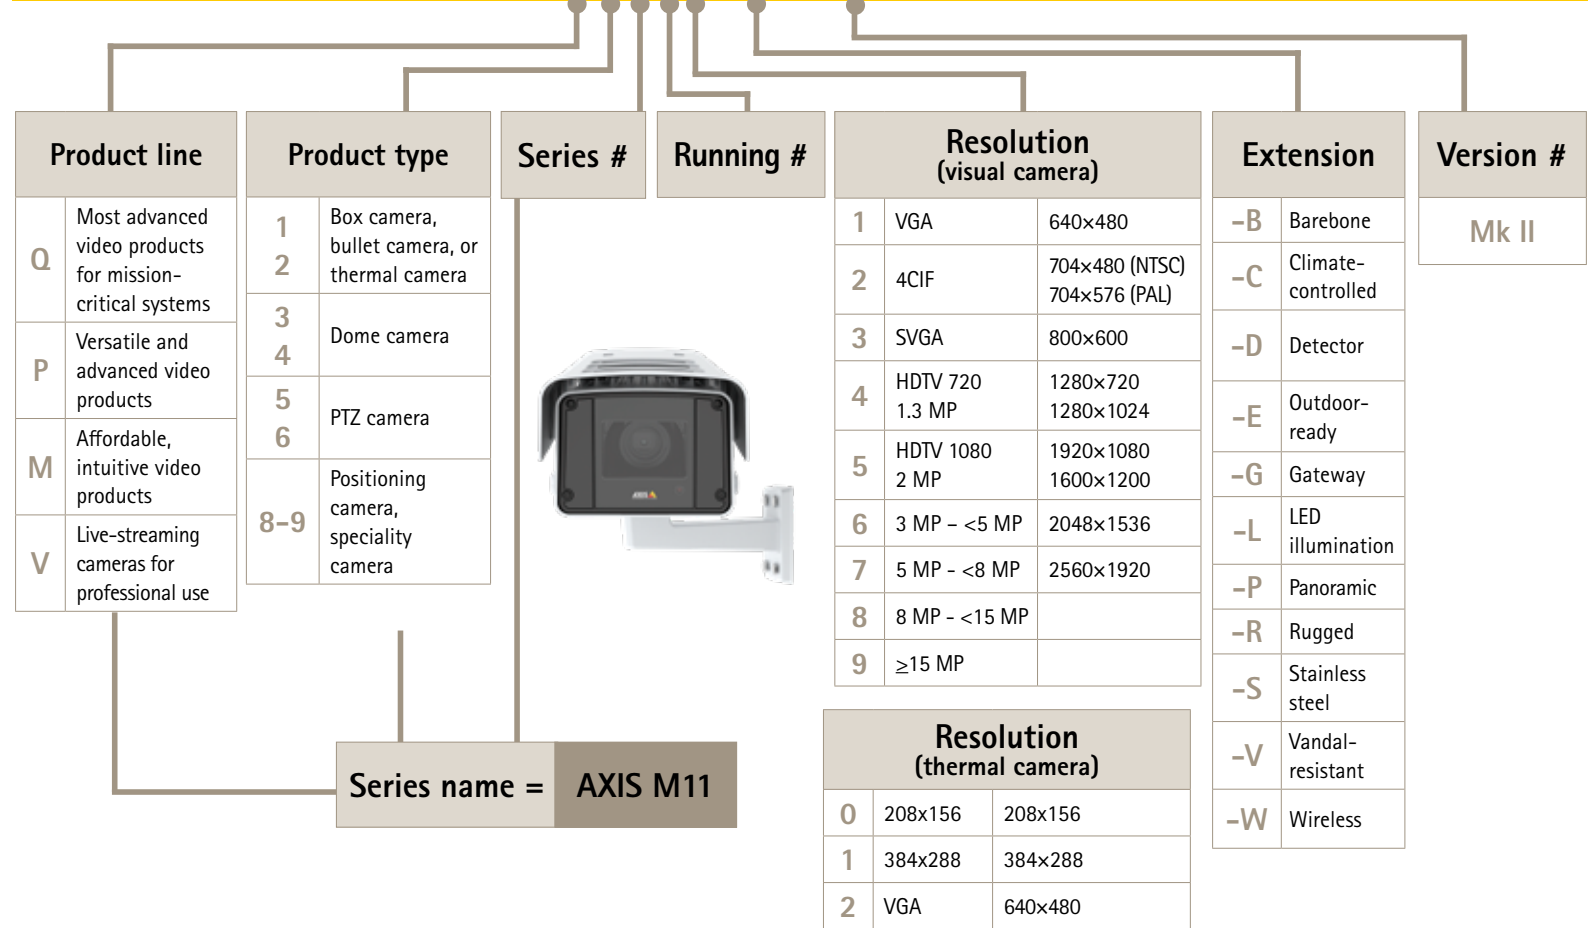 Product line
Q
Most advanced
video products
for mission-
critical systems
P
Versatile and
advanced video
products
M
Affordable,
intuitive video
products
V
Live-streaming
cameras for
professional use
Product type
1
2
Box camera,
bullet camera, or
thermal camera
3
4
Dome camera
5
6
PTZ camera
8-9
Positioning
camera,
speciality
camera
Series #
Running #
Resolution
(visual camera)
1 VGA 640×480
2 4CIF 704×480 (NTSC)
704×576 (PAL)
3 SVGA 800×600
4 HDTV 720 1280×720
1.3 MP 1280×1024
5 HDTV 1080 1920×1080
2 MP 1600×1200
6 3 MP – <5 MP 2048×1536
7 5 MP - <8 MP 2560×1920
8 8 MP - <15 MP
9 ≥15 MP
Extension
-B Barebone
-C Climate-
controlled
-D Detector
-E Outdoor-
ready
-G Gateway
-L LED
illumination
-P Panoramic
-R Rugged
-S Stainless
steel
-V Vandal-
resistant
-W Wireless
Version #
Mk II
AXIS
Series name = AXIS M11
Resolution
(thermal camera)
0 208x156 208x156
1 384x288 384×288
2 VGA 640×480